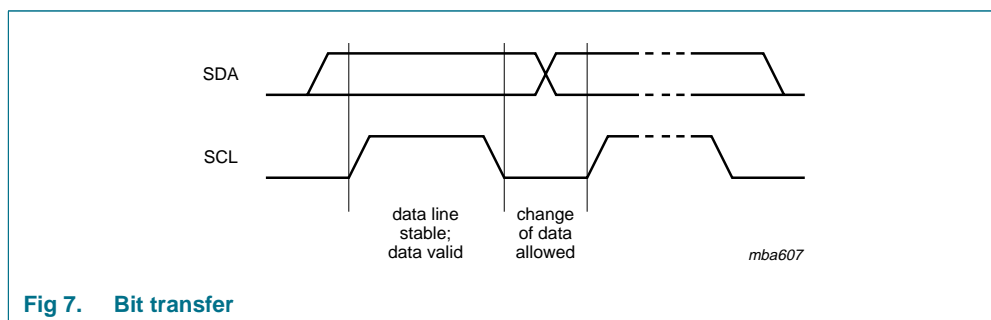 SDA
SCL
data line
stable;
data valid
change
of data
allowed
mba607
Fig 7. Bit transfer